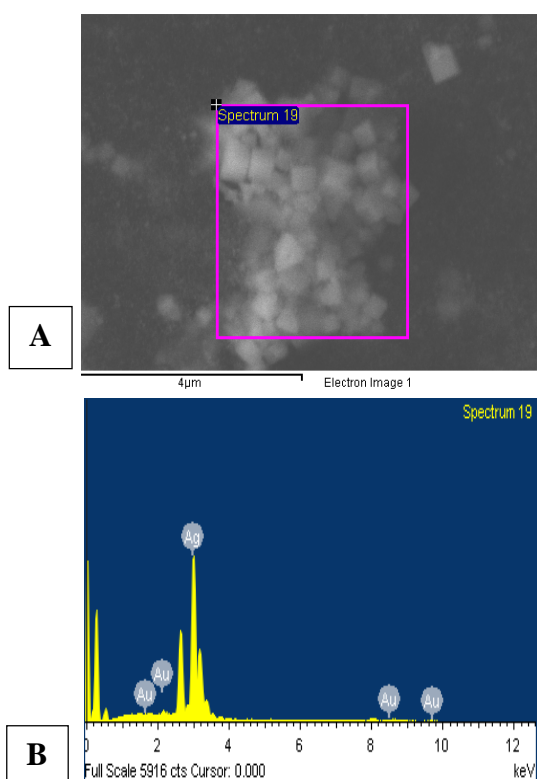 Spectrum 19
A
4µm Electron Image 1
Spectrum 19
Ag
Au
Au
Au
Au
0 2 4 6 8 10 12
B
Full Scale 5916 cts Cursor: 0.000 keV